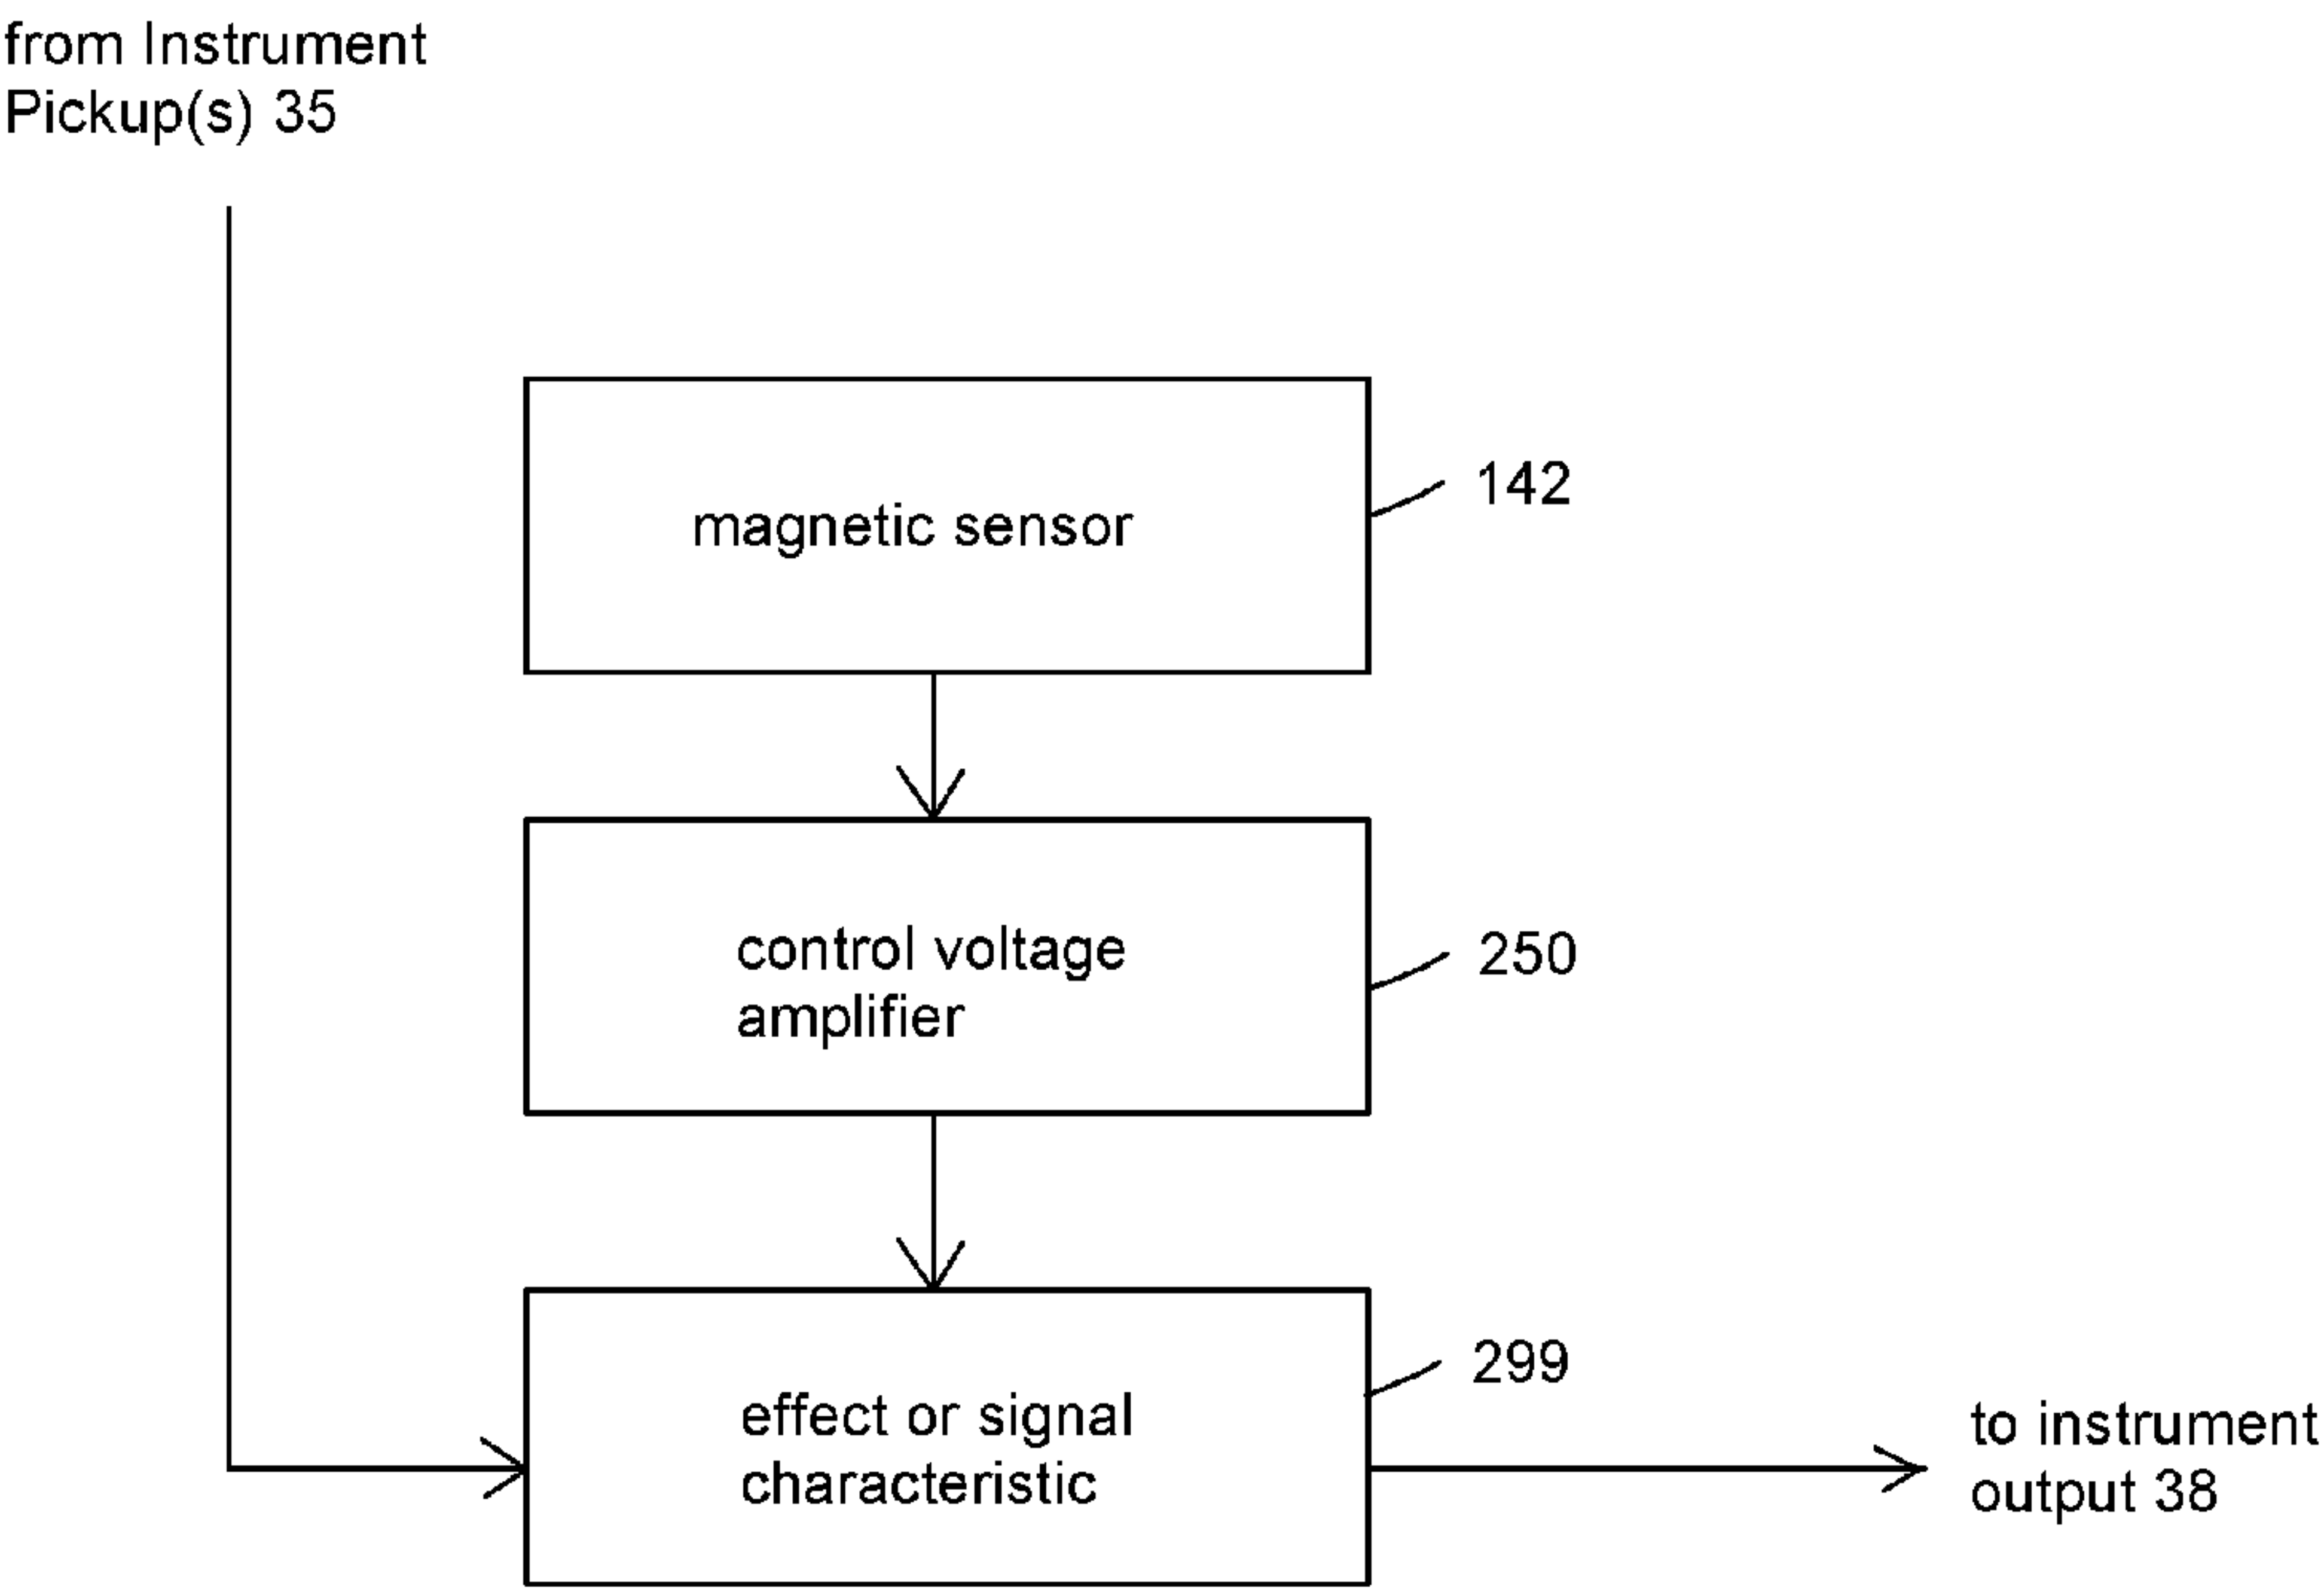 from Instrument
Pickup(s) 35
magnetic sensor
142
control voltage
amplifier
250
effect or signal
characteristic
299
to instrument
output 38